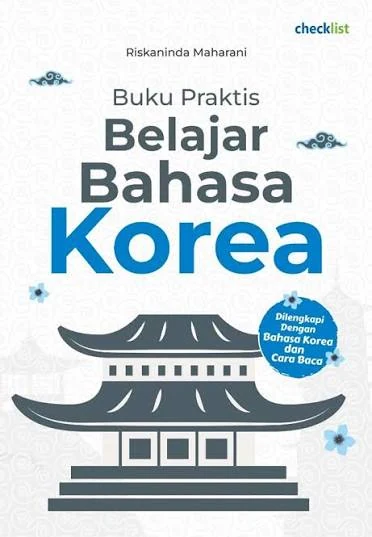 checklist
Riskaninda Maharani
Buku Praktis
Belajar
Bahasa
Korea
Dilengkapi
Dengan
Bahasa Korea
dan
Cara Baca